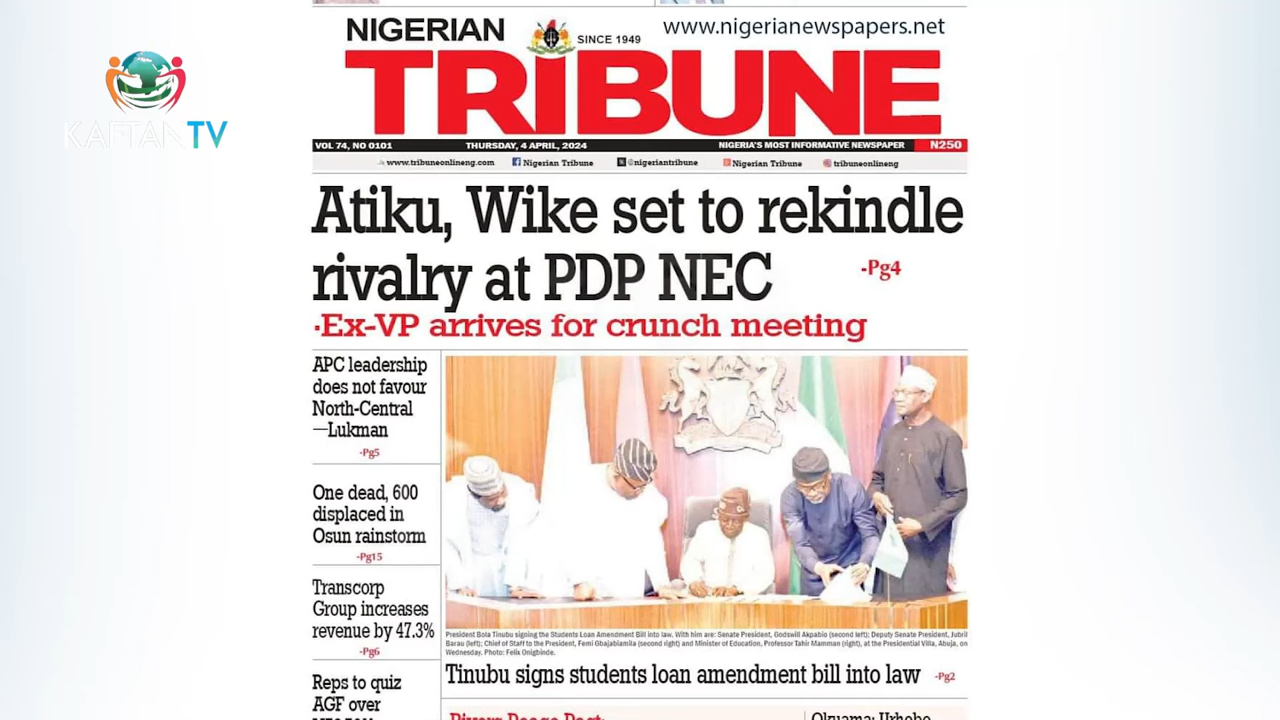 NIGERIAN
SINCE 1949
www.nigerianewspapers.net
TRIBUNE
KAFTAN TV
VOL 74, NO 0101
THURSDAY, 4 APRIL, 2024
NIGERIA'S MOST INFORMATIVE NEWSPAPER
N250
www.tribuneonlineng.com
Nigerian Tribune
@nigeriantribune
Nigerian Tribune
tribuneonlineng
Atiku, Wike set to rekindle
rivalry at PDP NEC
-Pg4
·Ex-VP arrives for crunch meeting
APC leadership
does not favour
North-Central
—Lukman
-Pg5
One dead, 600
displaced in
Osun rainstorm
-Pg15
Transcorp
Group increases
revenue by 47.3%
-Pg6
Reps to quiz
AGF over
President Bola Tinubu signing the Students Loan Amendment Bill into law. With him are: Senate President, Godswill Akpabio (second left); Deputy Senate President, Jubril
Barau (left); Chief of Staff to the President, Femi Gbajabiamila (second right) and Minister of Education, Professor Tahir Mamman (right), at the Presidential Villa, Abuja, on
Wednesday. Photo: Felix Onigbinde.
Tinubu signs students loan amendment bill into law
-Pg2
Rivers Peace Pact:
Okuama: Urhobo